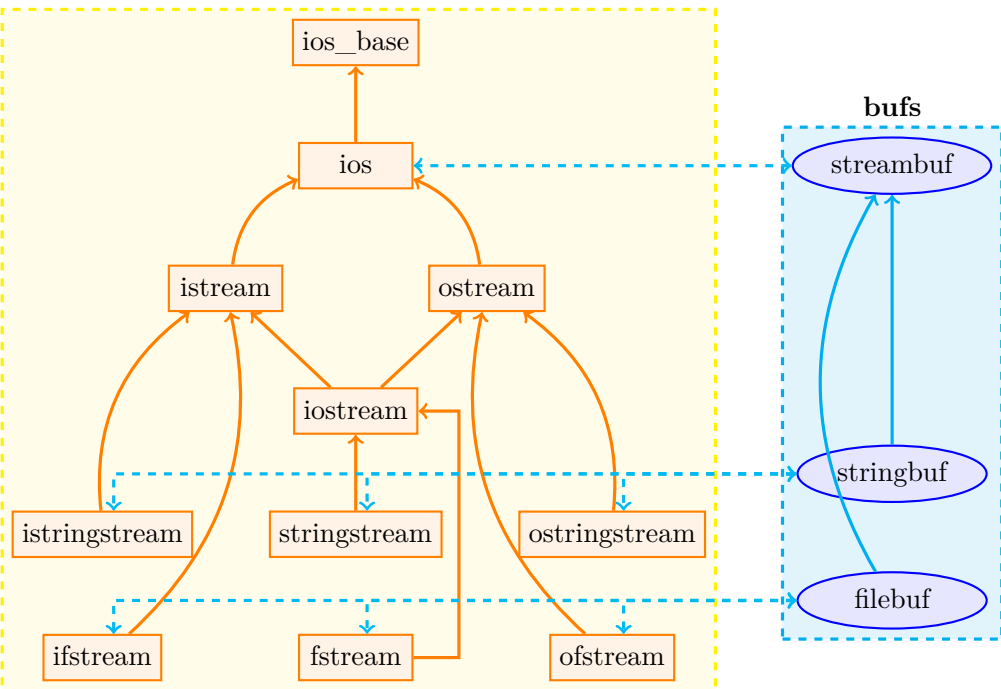 ios_base
bufs
ios
streambuf
istream
ostream
iostream
stringbuf
istringstream
stringstream
ostringstream
filebuf
ifstream
fstream
ofstream